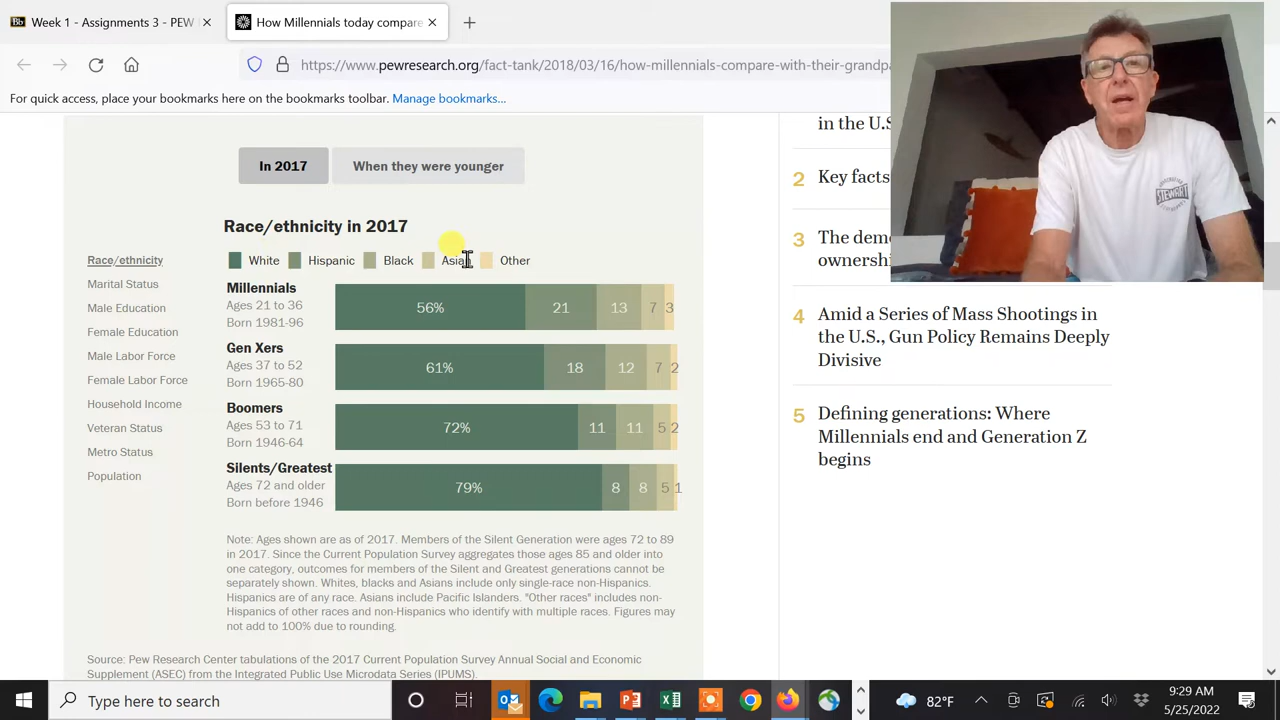 Week 1 - Assignments 3 - PEW
How Millennials today compare
https://www.pewresearch.org/fact-tank/2018/03/16/how-millennials-compare-with-their-grandpa
For quick access, place your bookmarks here on the bookmarks toolbar. Manage bookmarks...
In 2017
When they were younger
Race/ethnicity in 2017
White Hispanic Black Asian Other
Race/ethnicity
Marital Status
Male Education
Female Education
Male Labor Force
Female Labor Force
Household Income
Veteran Status
Metro Status
Population
Millennials
Ages 21 to 36
Born 1981-96
56% 21 13 7 3
Gen Xers
Ages 37 to 52
Born 1965-80
61% 18 12 7 2
Boomers
Ages 53 to 71
Born 1946-64
72% 11 11 5 2
Silents/Greatest
Ages 72 and older
Born before 1946
79% 8 8 5 1
Note: Ages shown are as of 2017. Members of the Silent Generation were ages 72 to 89
in 2017. Since the Current Population Survey aggregates those ages 85 and older into
one category, outcomes for members of the Silent and Greatest generations cannot be
separately shown. Whites, blacks and Asians include only single-race non-Hispanics.
Hispanics are of any race. Asians include Pacific Islanders. "Other races" includes non-
Hispanics of other races and non-Hispanics who identify with multiple races. Figures may
not add to 100% due to rounding.
Source: Pew Research Center tabulations of the 2017 Current Population Survey Annual Social and Economic
Supplement (ASEC) from the Integrated Public Use Microdata Series (IPUMS).
in the U.S
2 Key facts
3 The demo
ownersh
4 Amid a Series of Mass Shootings in
the U.S., Gun Policy Remains Deeply
Divisive
5 Defining generations: Where
Millennials end and Generation Z
begins
STEWART
Type here to search
82°F
9:29 AM
5/25/2022